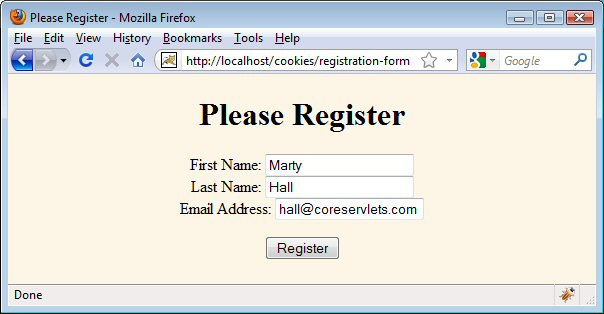 Please Register - Mozilla Firefox
File Edit View History Bookmarks Tools Help
http://localhost/cookies/registration-form Google
Please Register
First Name: Marty
Last Name: Hall
Email Address: hall@coreservlets.com
Register
Done